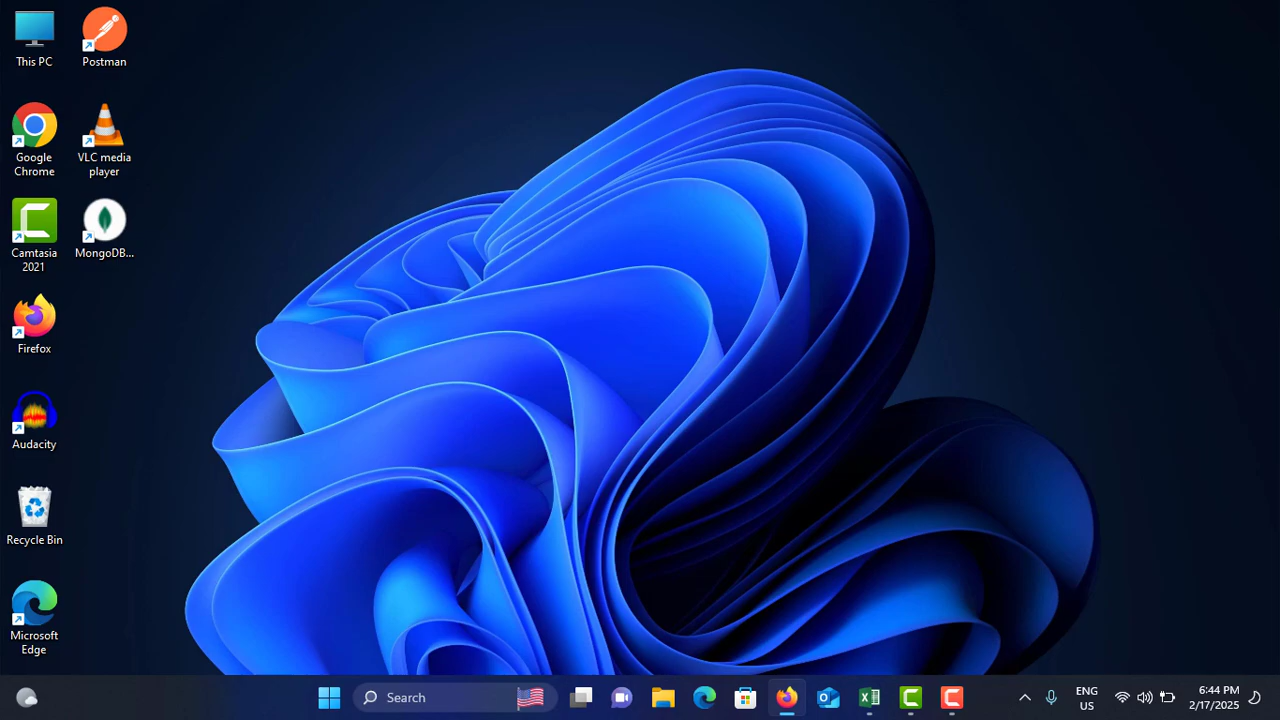 This PC
Postman
Google
Chrome
VLC media
player
Camtasia
2021
MongoDB...
Firefox
Audacity
Recycle Bin
Microsoft
Edge
Search
ENG
US
6:44 PM
2/17/2025